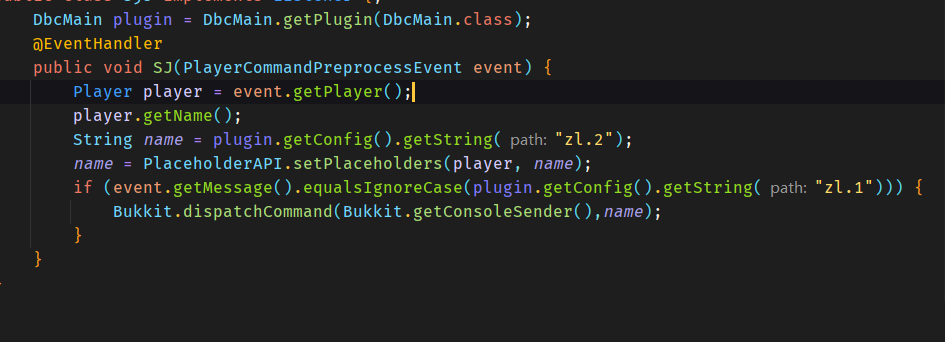 DbcMain plugin = DbcMain.getPlugin(DbcMain.class);
@EventHandler
public void SJ(PlayerCommandPreprocessEvent event) {
Player player = event.getPlayer();
player.getName();
String name = plugin.getConfig().getString( path: "zl.2");
name = PlaceholderAPI.setPlaceholders(player, name);
if (event.getMessage().equalsIgnoreCase(plugin.getConfig().getString( path: "zl.1"))) {
Bukkit.dispatchCommand(Bukkit.getConsoleSender(),name);
}
}